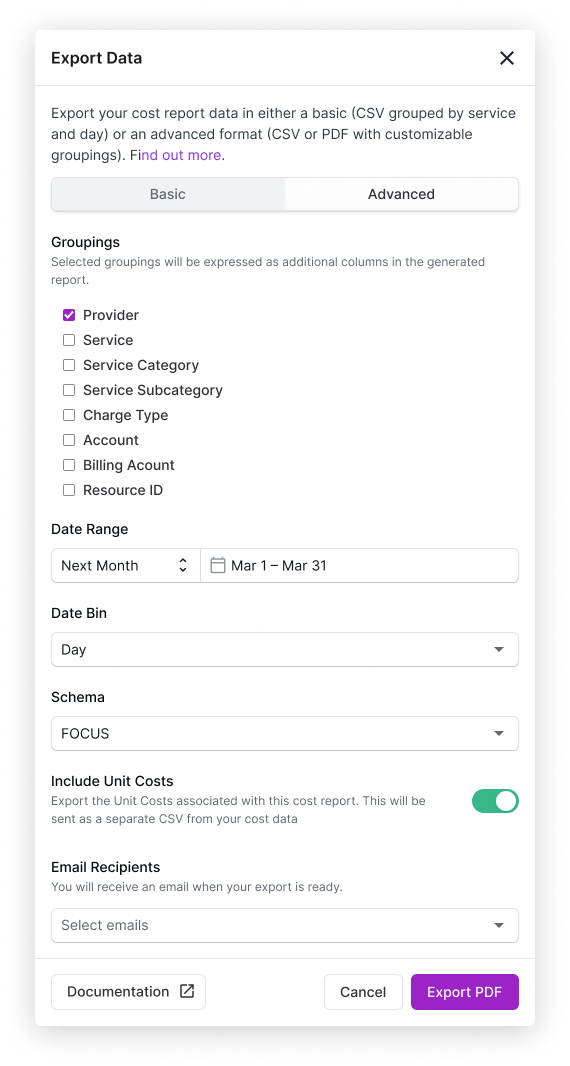 Export Data
Export your cost report data in either a basic (CSV grouped by service
and day) or an advanced format (CSV or PDF with customizable
groupings). Find out more.
Basic
Advanced
Groupings
Selected groupings will be expressed as additional columns in the generated
report.
Provider
Service
Service Category
Service Subcategory
Charge Type
Account
Billing Acount
Resource ID
Date Range
Next Month
Mar 1 – Mar 31
Date Bin
Day
Schema
FOCUS
Include Unit Costs
Export the Unit Costs associated with this cost report. This will be
sent as a separate CSV from your cost data
Email Recipients
You will receive an email when your export is ready.
Select emails
Documentation
Cancel
Export PDF